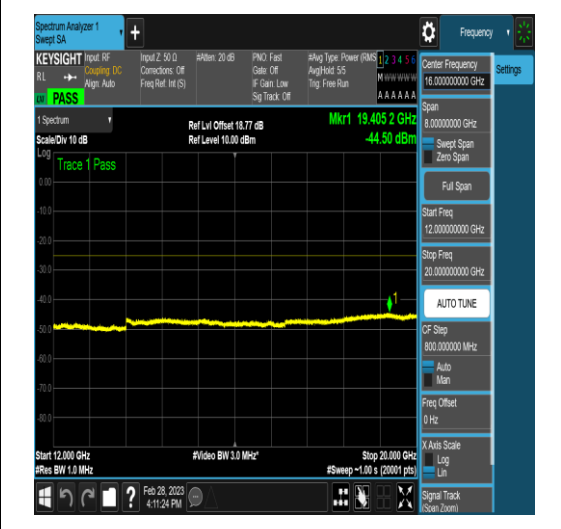 Spectrum Analyzer 1
Swept SA
+
Frequency
KEYSIGHT
RL
PASS
Input: RF
Coupling: DC
Align: Auto
Input Z: 50 Ω
Corrections: Off
Freq Ref: Int (S)
#Atten: 20 dB
PNO: Fast
Gate: Off
IF Gain: Low
Sig Track: Off
#Avg Type: Power (RMS
Avg|Hold: 5/5
Trig: Free Run
1 2 3 4 5 6
M W W W W W
A A A A A A
1 Spectrum
Scale/Div 10 dB
Ref Lvl Offset 18.77 dB
Ref Level 10.00 dBm
Mkr1 19.405 2 GHz
-44.50 dBm
Log
Trace 1 Pass
0.00
-10.0
-20.0
-30.0
-40.0
-50.0
-60.0
-70.0
-80.0
1
Start 12.000 GHz
#Res BW 1.0 MHz
#Video BW 3.0 MHz*
Stop 20.000 GHz
#Sweep ~1.00 s (20001 pts)
Feb 28, 2023
4:11:24 PM
Center Frequency
16.000000000 GHz
Settings
Span
8.00000000 GHz
Swept Span
Zero Span
Full Span
Start Freq
12.000000000 GHz
Stop Freq
20.000000000 GHz
AUTO TUNE
CF Step
800.000000 MHz
Auto
Man
Freq Offset
0 Hz
X Axis Scale
Log
Lin
Signal Track
(Span Zoom)